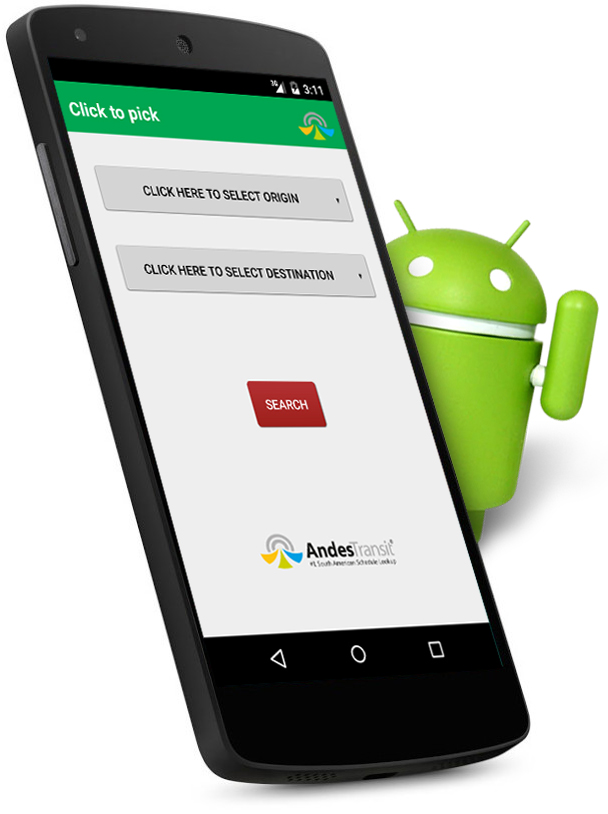 3G 3:11
Click to pick
CLICK HERE TO SELECT ORIGIN
CLICK HERE TO SELECT DESTINATION
SEARCH
AndesTransit
#1 South American Schedule Lookup